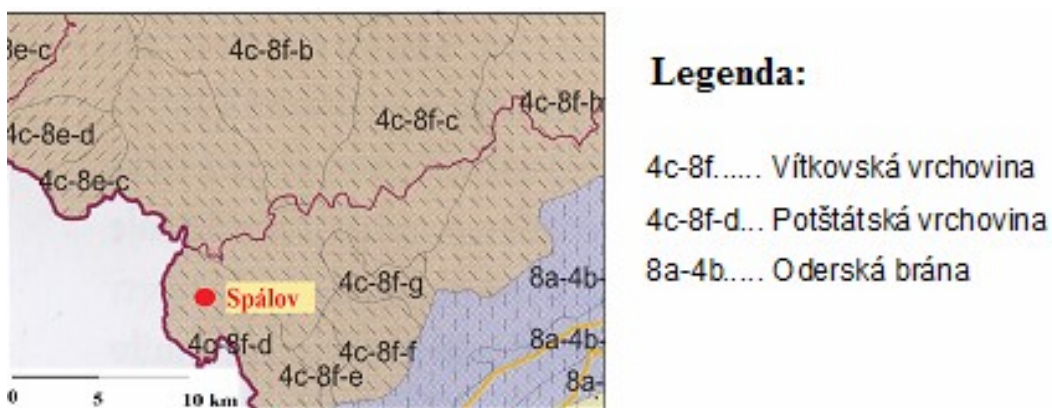 8e-c
4c-8f-b
4c-8f-c
4c-8f-h
4c-8e-d
4c-8e-c
8a-4b-
4c-8f-g
Spálov
4c-8f-d
4c-8f-f
8a-4b-
4c-8f-e
8a-
0 5 10 km
Legenda:
4c-8f...... Vítkovská vrchovina
4c-8f-d... Potštátská vrchovina
8a-4b..... Oderská brána